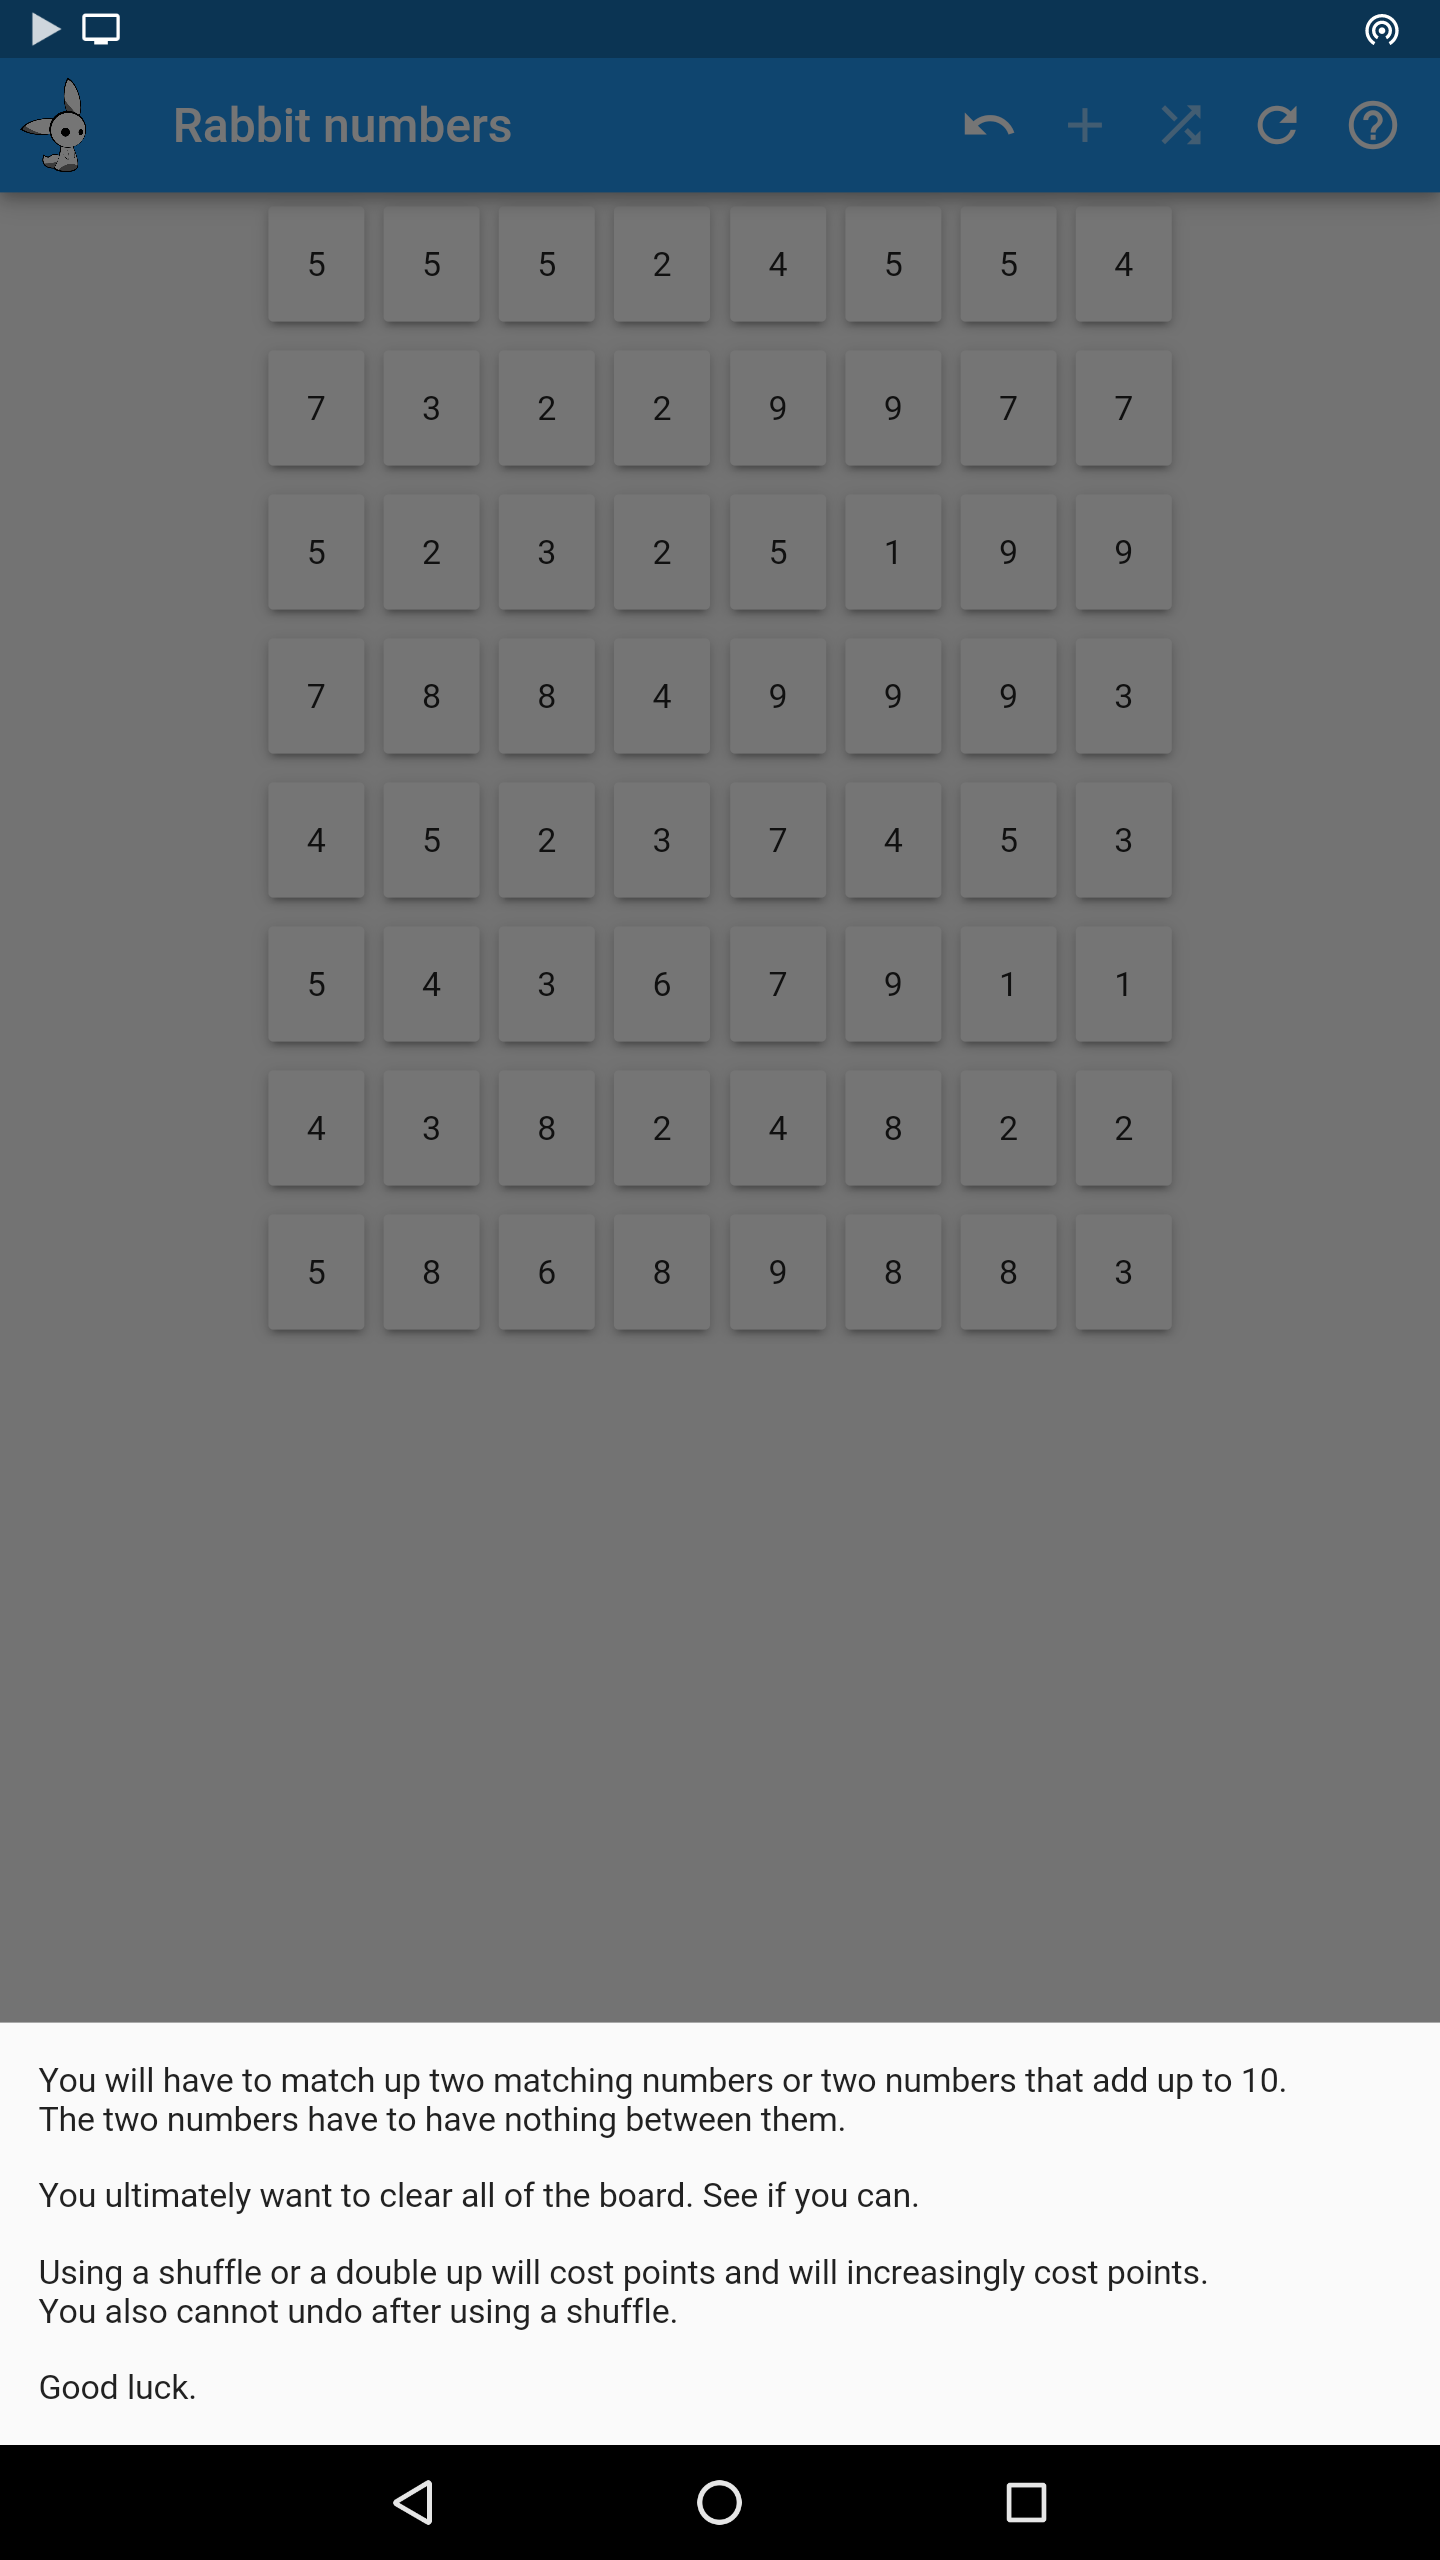 Rabbit numbers
5 5 5 2 4 5 5 4
7 3 2 2 9 9 7 7
5 2 3 2 5 1 9 9
7 8 8 4 9 9 9 3
4 5 2 3 7 4 5 3
5 4 3 6 7 9 1 1
4 3 8 2 4 8 2 2
5 8 6 8 9 8 8 3
You will have to match up two matching numbers or two numbers that add up to 10.
The two numbers have to have nothing between them.
You ultimately want to clear all of the board. See if you can.
Using a shuffle or a double up will cost points and will increasingly cost points.
You also cannot undo after using a shuffle.
Good luck.